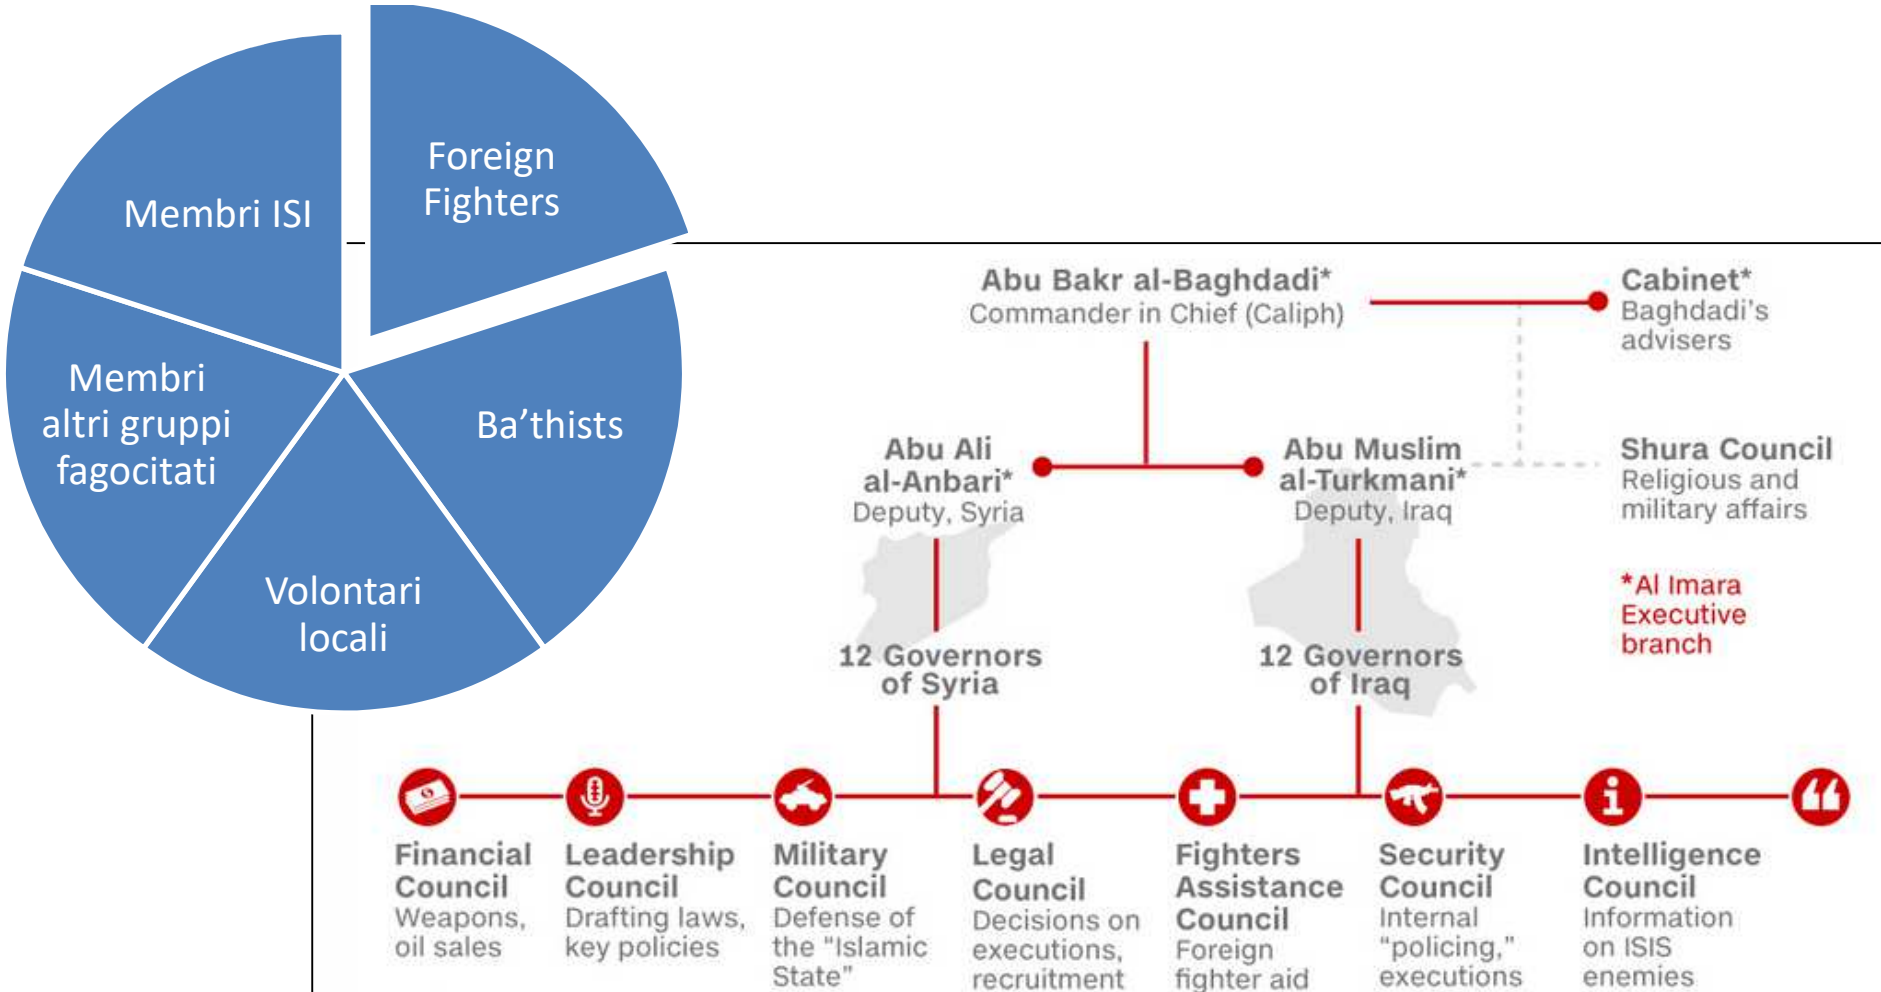 Foreign
Fighters
Membri ISI
Membri
altri gruppi
fagocitati
Ba’thists
Volontari
locali
Abu Bakr al-Baghdadi*
Commander in Chief (Caliph)
Cabinet*
Baghdadi's
advisers
Abu Ali
al-Anbari*
Deputy, Syria
Abu Muslim
al-Turkmani*
Deputy, Iraq
Shura Council
Religious and
military affairs
*Al Imara
Executive
branch
12 Governors
of Syria
12 Governors
of Iraq
Financial
Council
Weapons,
oil sales
Leadership
Council
Drafting laws,
key policies
Military
Council
Defense of
the "Islamic
State"
Legal
Council
Decisions on
executions,
recruitment
Fighters
Assistance
Council
Foreign
fighter aid
Security
Council
Internal
"policing,"
executions
Intelligence
Council
Information
on ISIS
enemies